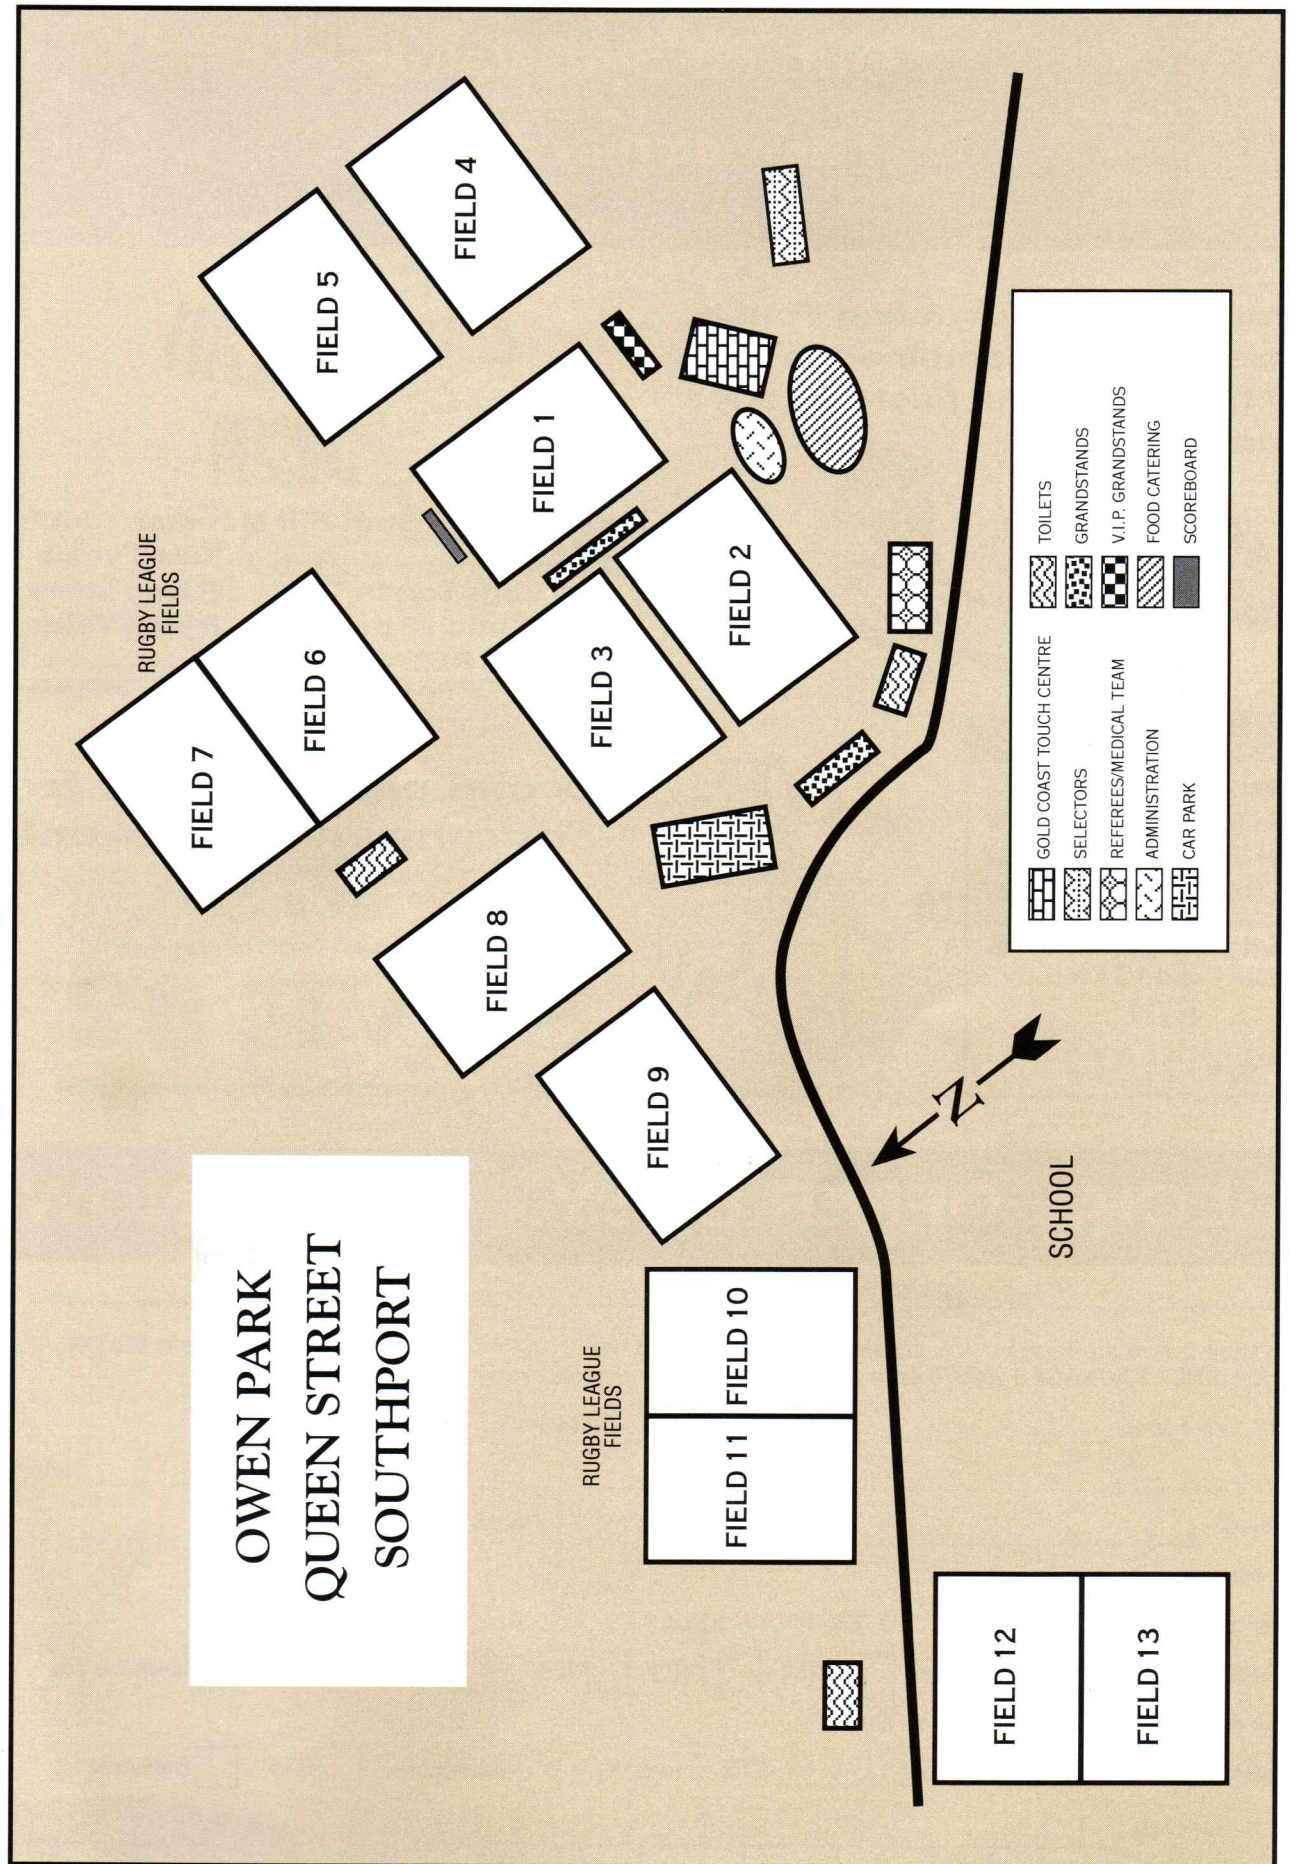 OWEN PARK
QUEEN STREET
SOUTHPORT
RUGBY LEAGUE
FIELDS
FIELD 7
FIELD 6
FIELD 5
FIELD 4
FIELD 8
FIELD 3
FIELD 1
FIELD 9
FIELD 2
RUGBY LEAGUE
FIELDS
FIELD 11
FIELD 10
FIELD 12
FIELD 13
N
SCHOOL
GOLD COAST TOUCH CENTRE
SELECTORS
REFEREES/MEDICAL TEAM
ADMINISTRATION
CAR PARK
TOILETS
GRANDSTANDS
V.I.P. GRANDSTANDS
FOOD CATERING
SCOREBOARD